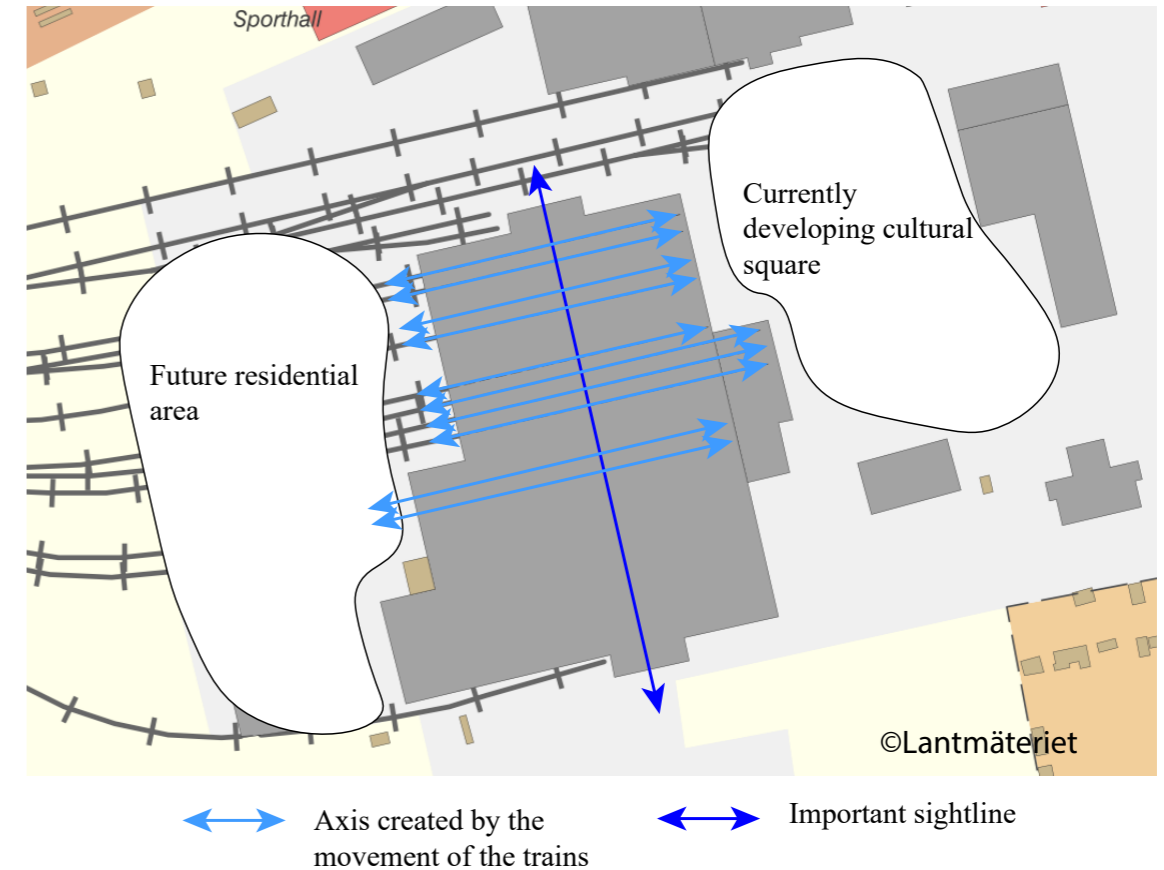 Sporthall
Currently
developing cultural
square
Future residential
area
©Lantmäteriet
Axis created by the
movement of the trains
Important sightline